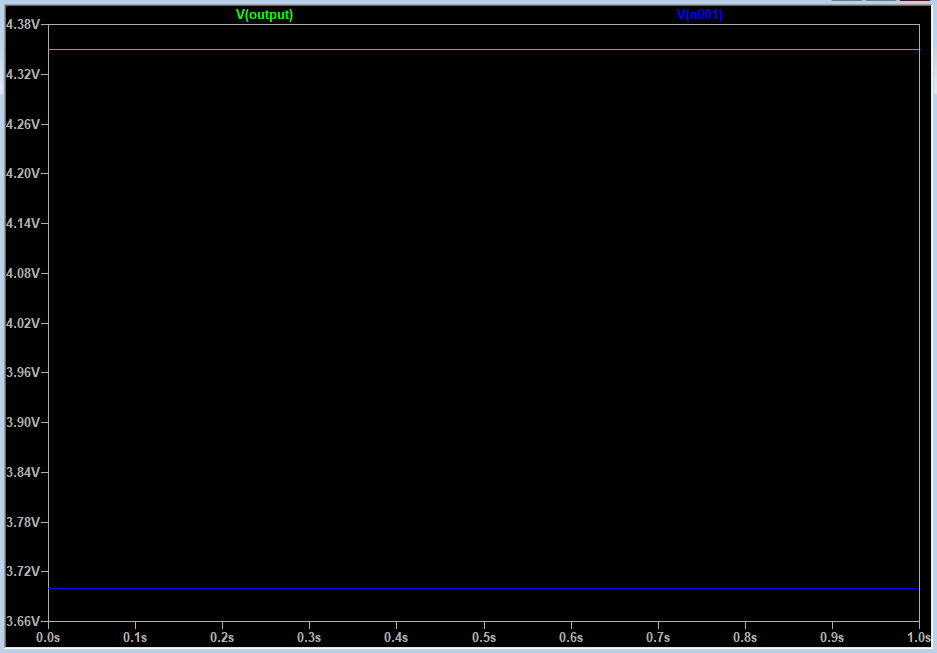 V(output) V(n001)
4.38V
4.32V
4.26V
4.20V
4.14V
4.08V
4.02V
3.96V
3.90V
3.84V
3.78V
3.72V
3.66V
0.0s 0.1s 0.2s 0.3s 0.4s 0.5s 0.6s 0.7s 0.8s 0.9s 1.0s